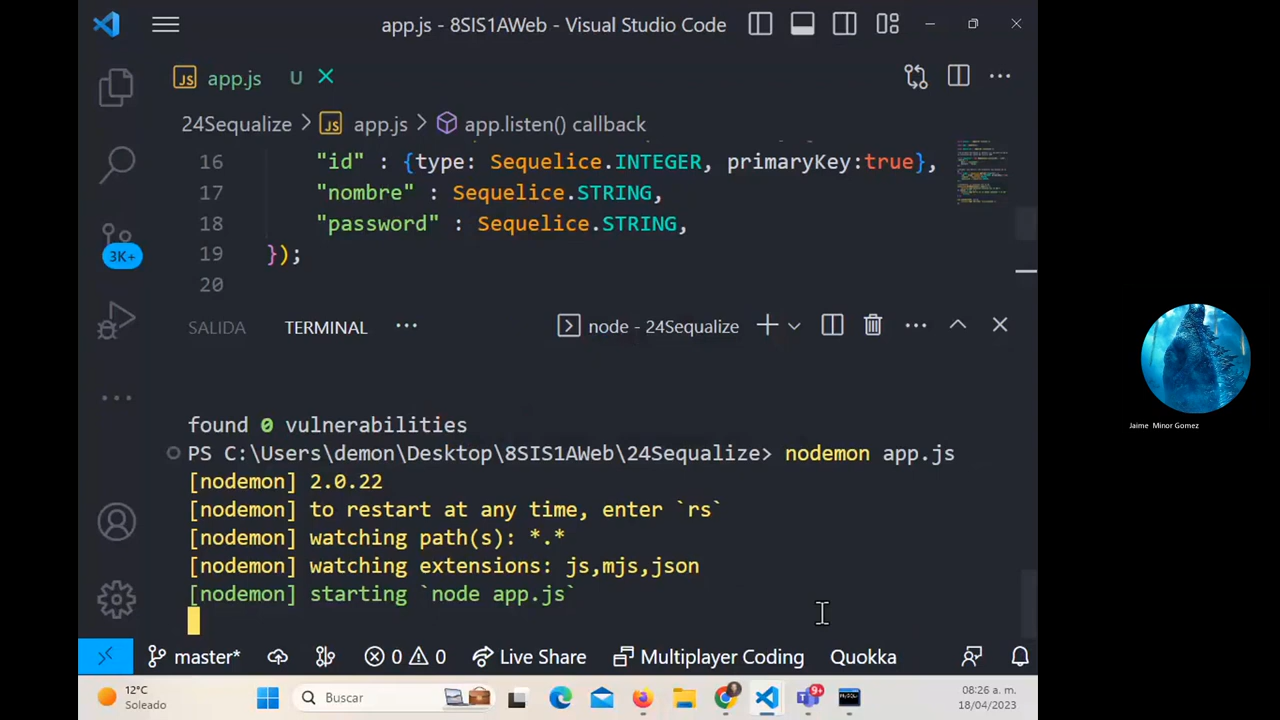 app.js - 8SIS1AWeb - Visual Studio Code
JS app.js U
24Sequalize > JS app.js > app.listen() callback
16 "id" : {type: Sequelice.INTEGER, primaryKey:true},
17 "nombre" : Sequelice.STRING,
18 "password" : Sequelice.STRING,
19 });
20
3K+
SALIDA TERMINAL node - 24Sequalize
found 0 vulnerabilities
PS C:\Users\demon\Desktop\8SIS1AWeb\24Sequalize> nodemon app.js
[nodemon] 2.0.22
[nodemon] to restart at any time, enter `rs`
[nodemon] watching path(s): *.*
[nodemon] watching extensions: js,mjs,json
[nodemon] starting `node app.js`
master* 0 0 Live Share Multiplayer Coding Quokka
12°C
Soleado
Buscar
9+
08:26 a. m.
18/04/2023
Jaime Minor Gomez